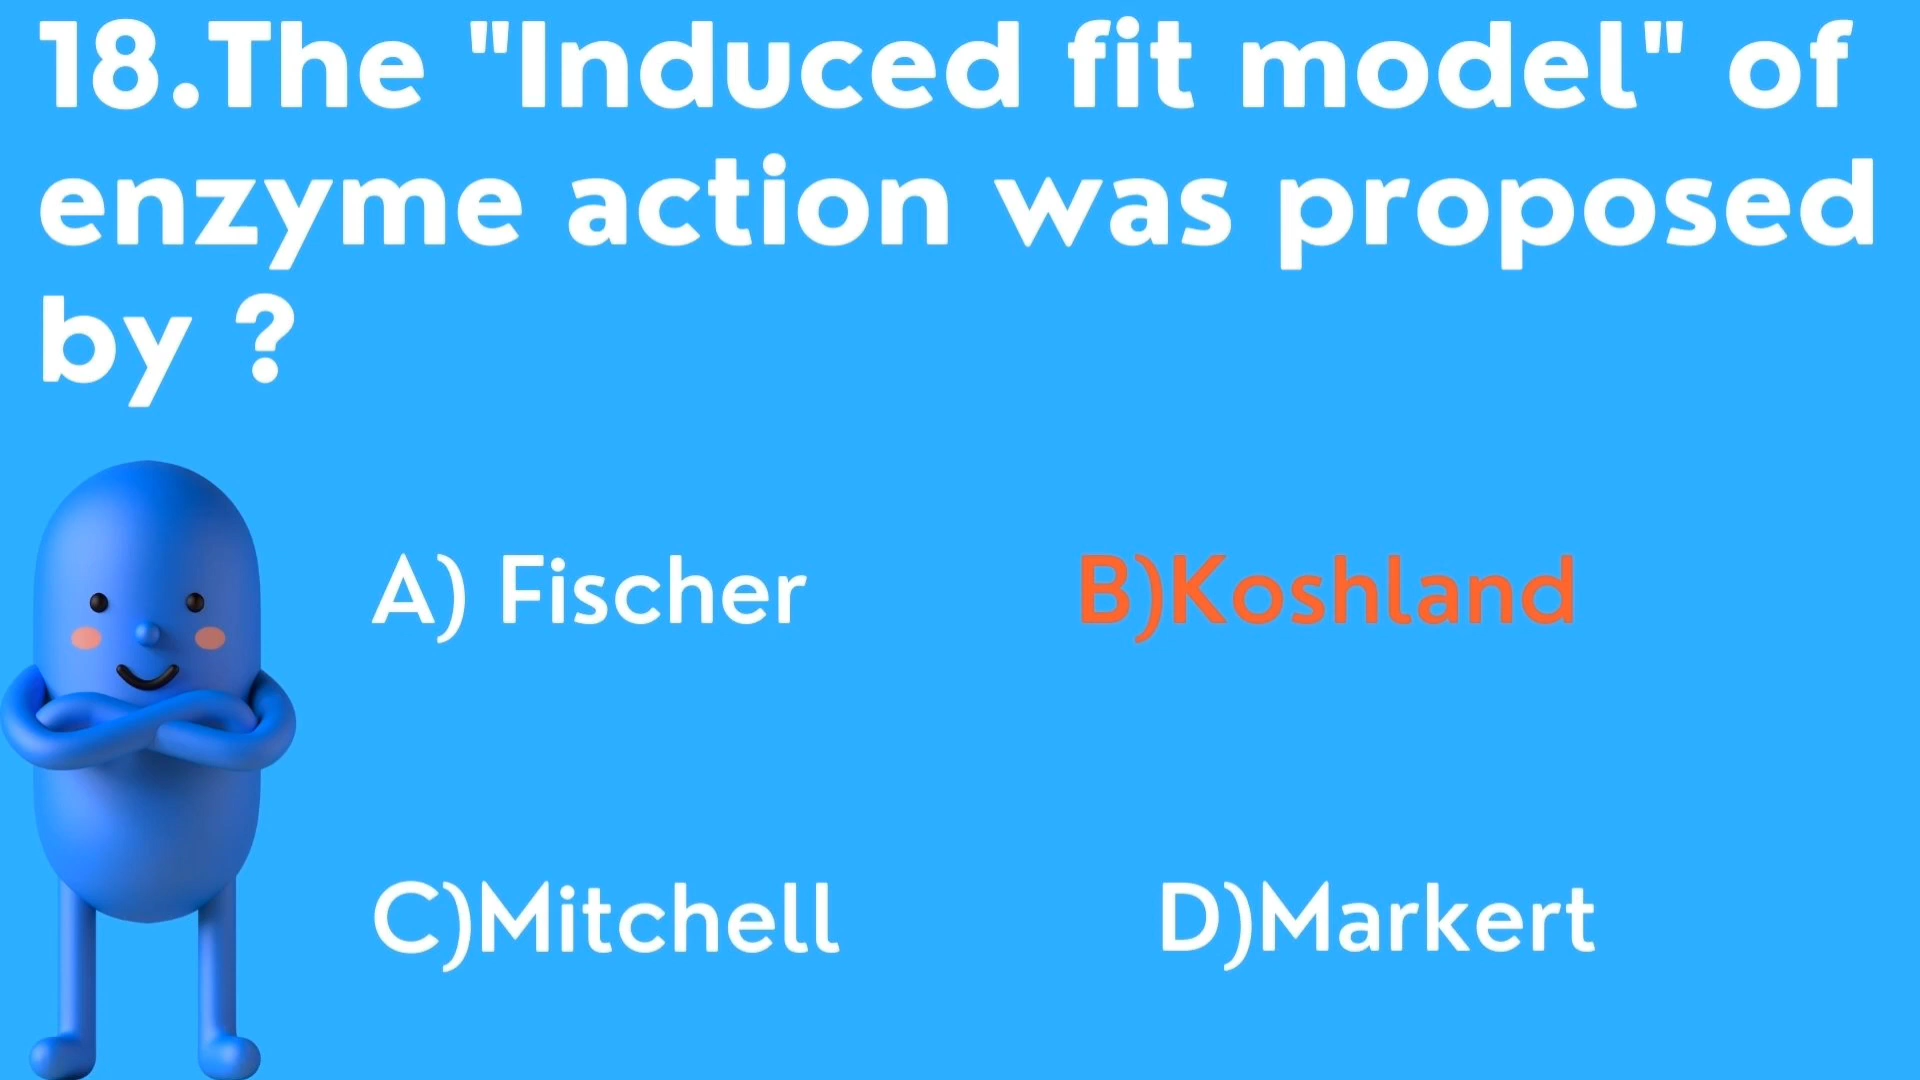 18.The "Induced fit model" of
enzyme action was proposed
by ?
A) Fischer
B)Koshland
C)Mitchell
D)Markert